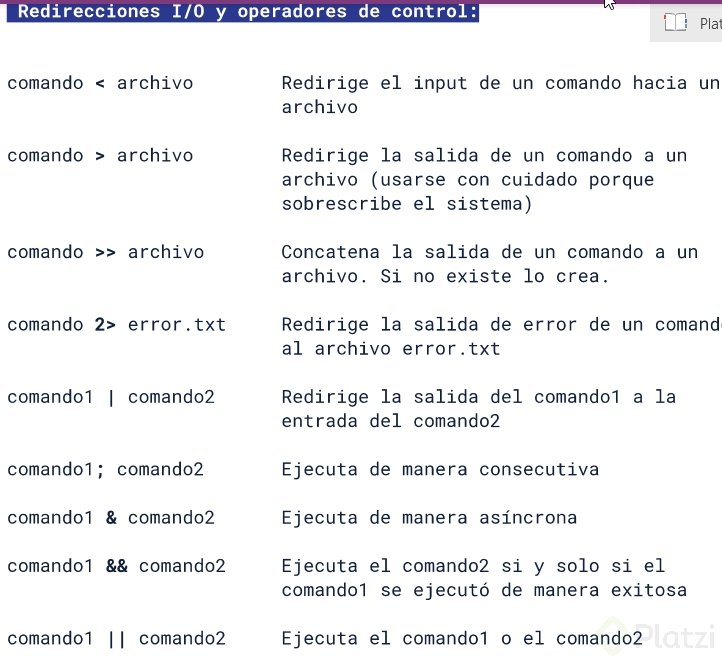 Redirecciones I/O y operadores de control:
Plat
comando < archivo Redirige el input de un comando hacia un
archivo
comando > archivo Redirige la salida de un comando a un
archivo (usarse con cuidado porque
sobrescribe el sistema)
comando >> archivo Concatena la salida de un comando a un
archivo. Si no existe lo crea.
comando 2> error.txt Redirige la salida de error de un comand
al archivo error.txt
comando1 | comando2 Redirige la salida del comando1 a la
entrada del comando2
comando1; comando2 Ejecuta de manera consecutiva
comando1 & comando2 Ejecuta de manera asíncrona
comando1 && comando2 Ejecuta el comando2 si y solo si el
comando1 se ejecutó de manera exitosa
comando1 || comando2 Ejecuta el comando1 o el comando2
Platzi